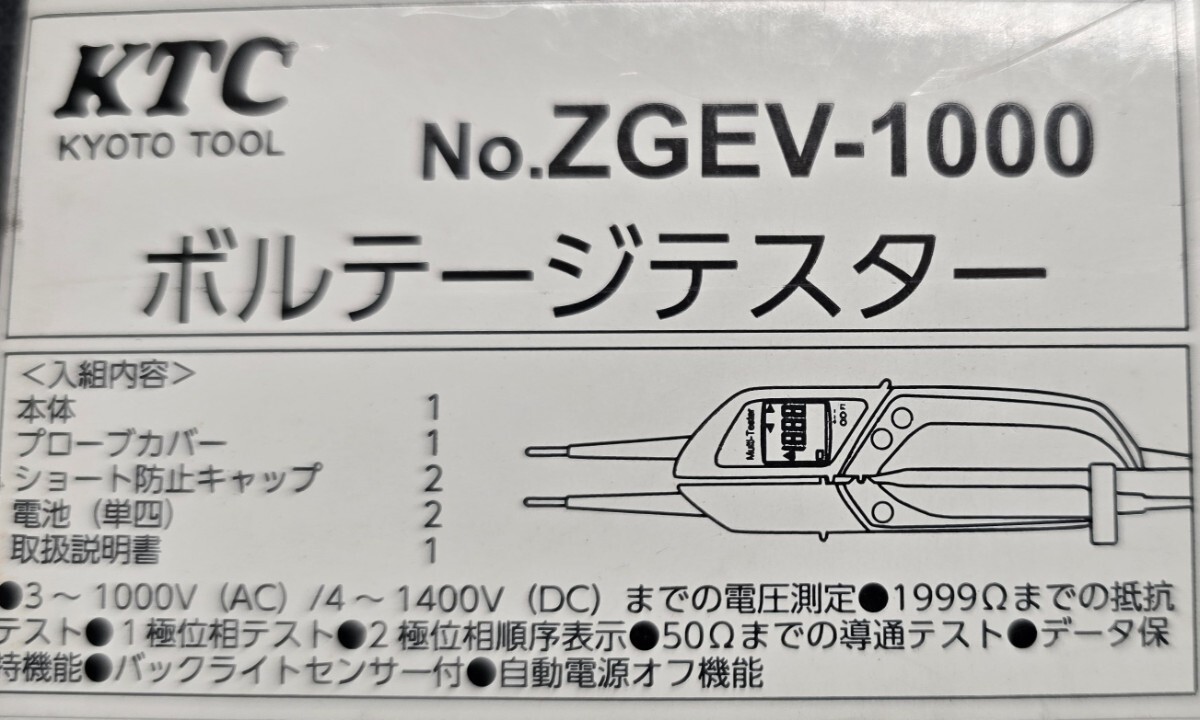 KTC
KYOTO TOOL
No.ZGEV-1000
ボルテージテスター
＜入組内容＞
本体 1
プローブカバー 1
ショート防止キャップ 2
電池（単四） 2
取扱説明書 1
Multi-Tester
●3～1000V（AC）/4～1400V（DC）までの電圧測定●1999Ωまでの抵抗
テスト●1極位相テスト●2極位相順序表示●50Ωまでの導通テスト●データ保
持機能●バックライトセンサー付●自動電源オフ機能